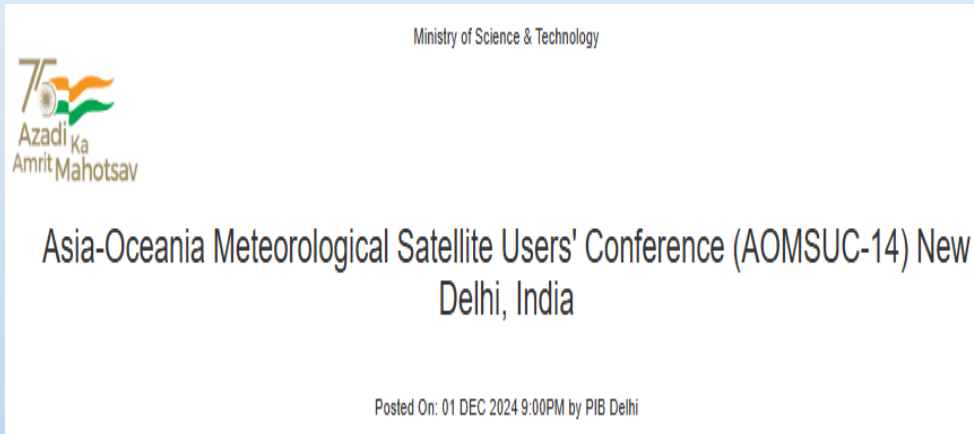 Ministry of Science & Technology
75
Azadi Ka
Amrit Mahotsav
Asia-Oceania Meteorological Satellite Users' Conference (AOMSUC-14) New
Delhi, India
Posted On: 01 DEC 2024 9:00PM by PIB Delhi